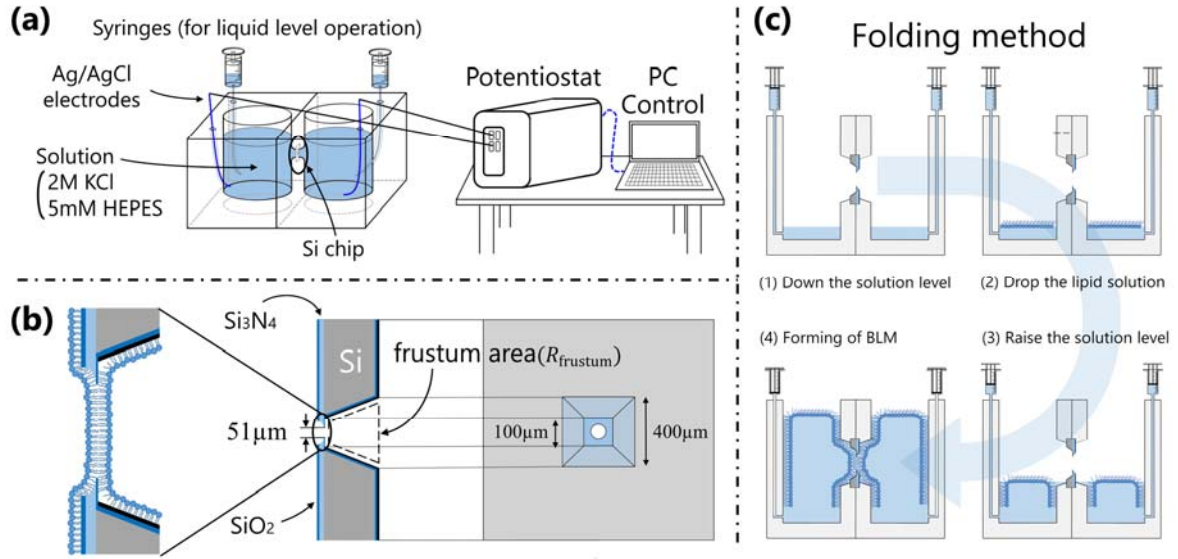 (a)
Syringes (for liquid level operation)
Ag/AgCl
electrodes
Solution
2M KCl
5mM HEPES
Si chip
Potentiostat
PC
Control
(b)
Si₃N₄
Si
frustum area(R_frustum)
51μm
100μm
400μm
SiO₂
(c)
Folding method
(1) Down the solution level
(2) Drop the lipid solution
(4) Forming of BLM
(3) Raise the solution level